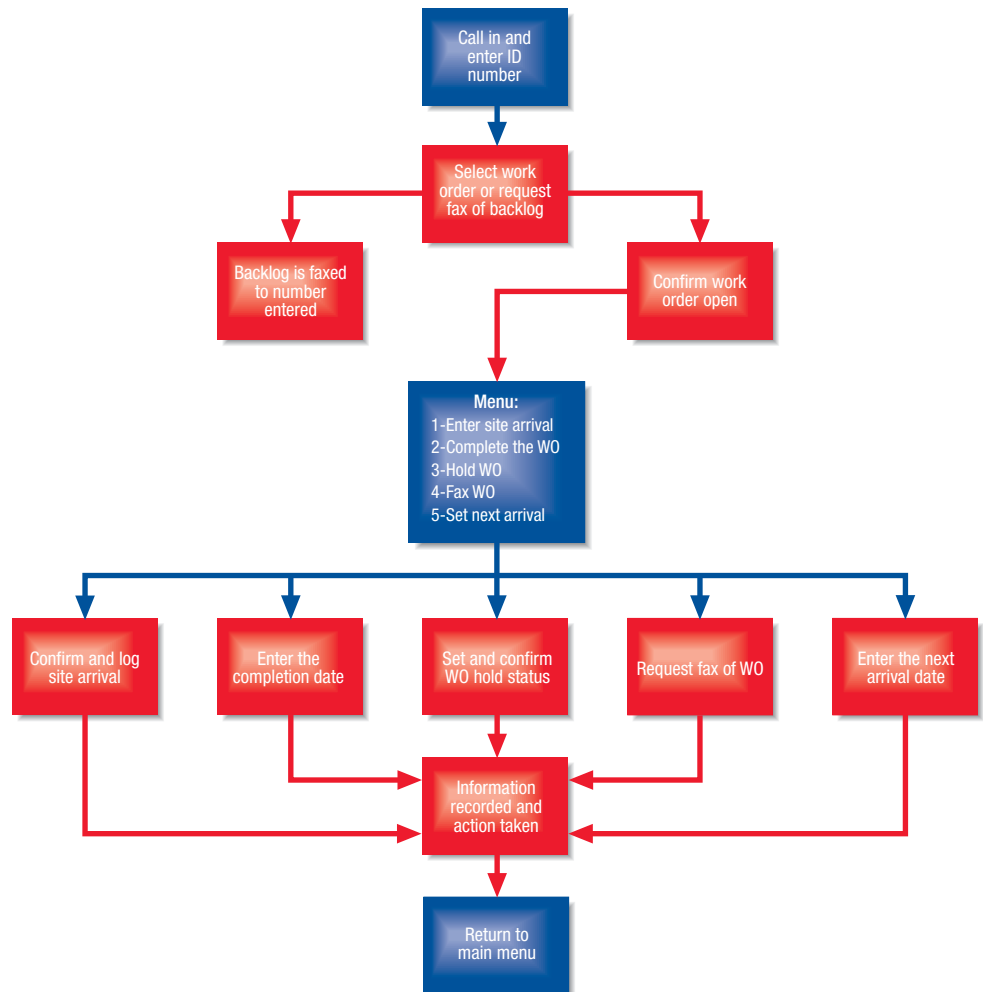 Call in and
enter ID
number
Select work
order or request
fax of backlog
Backlog is faxed
to number
entered
Confirm work
order open
Menu:
1-Enter site arrival
2-Complete the WO
3-Hold WO
4-Fax WO
5-Set next arrival
Confirm and log
site arrival
Enter the
completion date
Set and confirm
WO hold status
Request fax of WO
Enter the next
arrival date
Information
recorded and
action taken
Return to
main menu